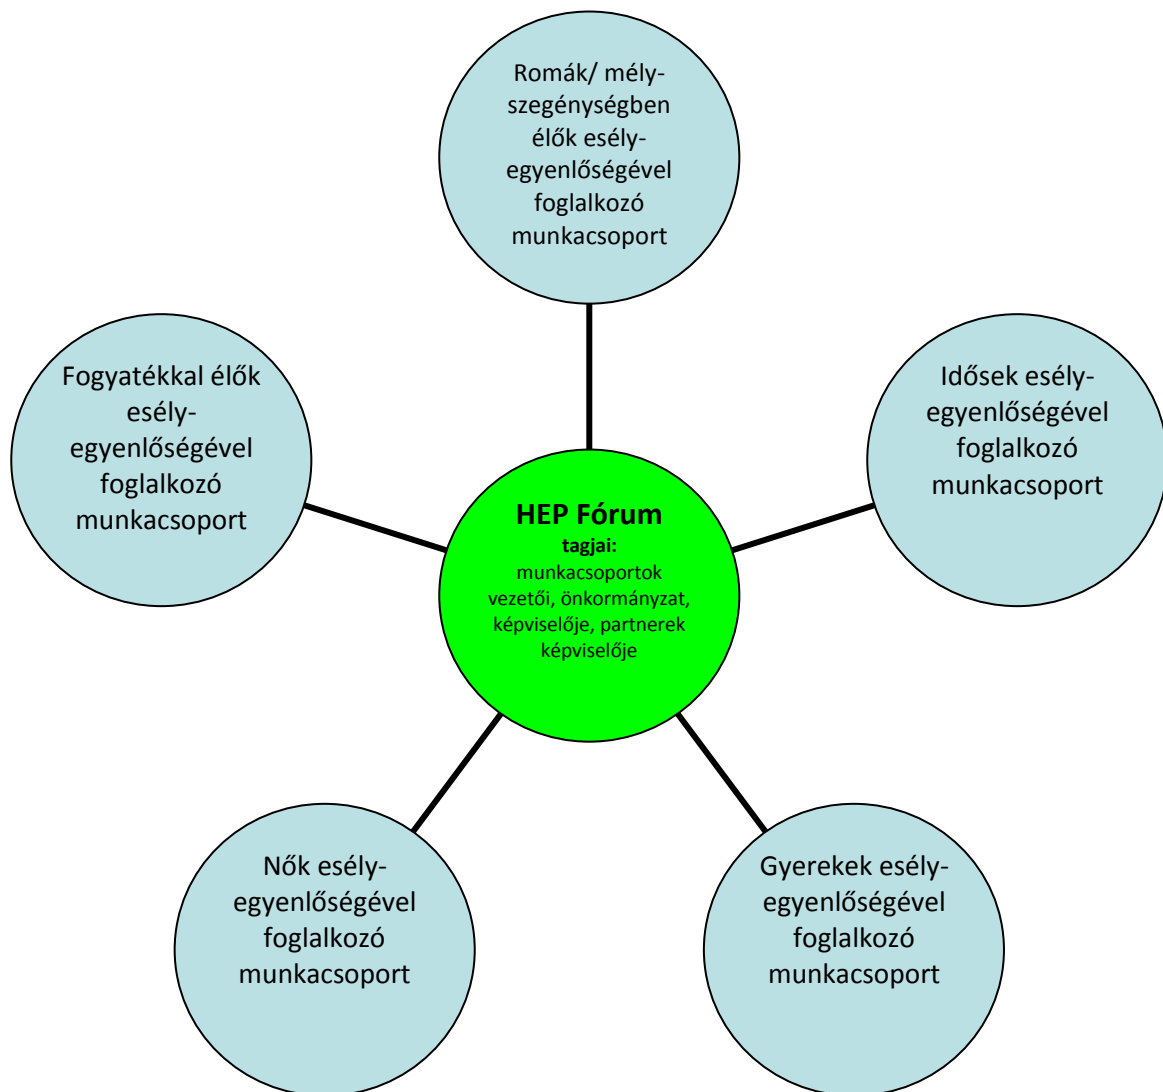 Romák/ mély-
szegénységben
élők esély-
egyenlőségével
foglalkozó
munkacsoport
Fogyatékkal élők
esély-
egyenlőségével
foglalkozó
munkacsoport
Idősek esély-
egyenlőségével
foglalkozó
munkacsoport
HEP Fórum
tagjai:
munkacsoportok
vezetői, önkormányzat,
képviselője, partnerek
képviselője
Nők esély-
egyenlőségével
foglalkozó
munkacsoport
Gyerekek esély-
egyenlőségével
foglalkozó
munkacsoport